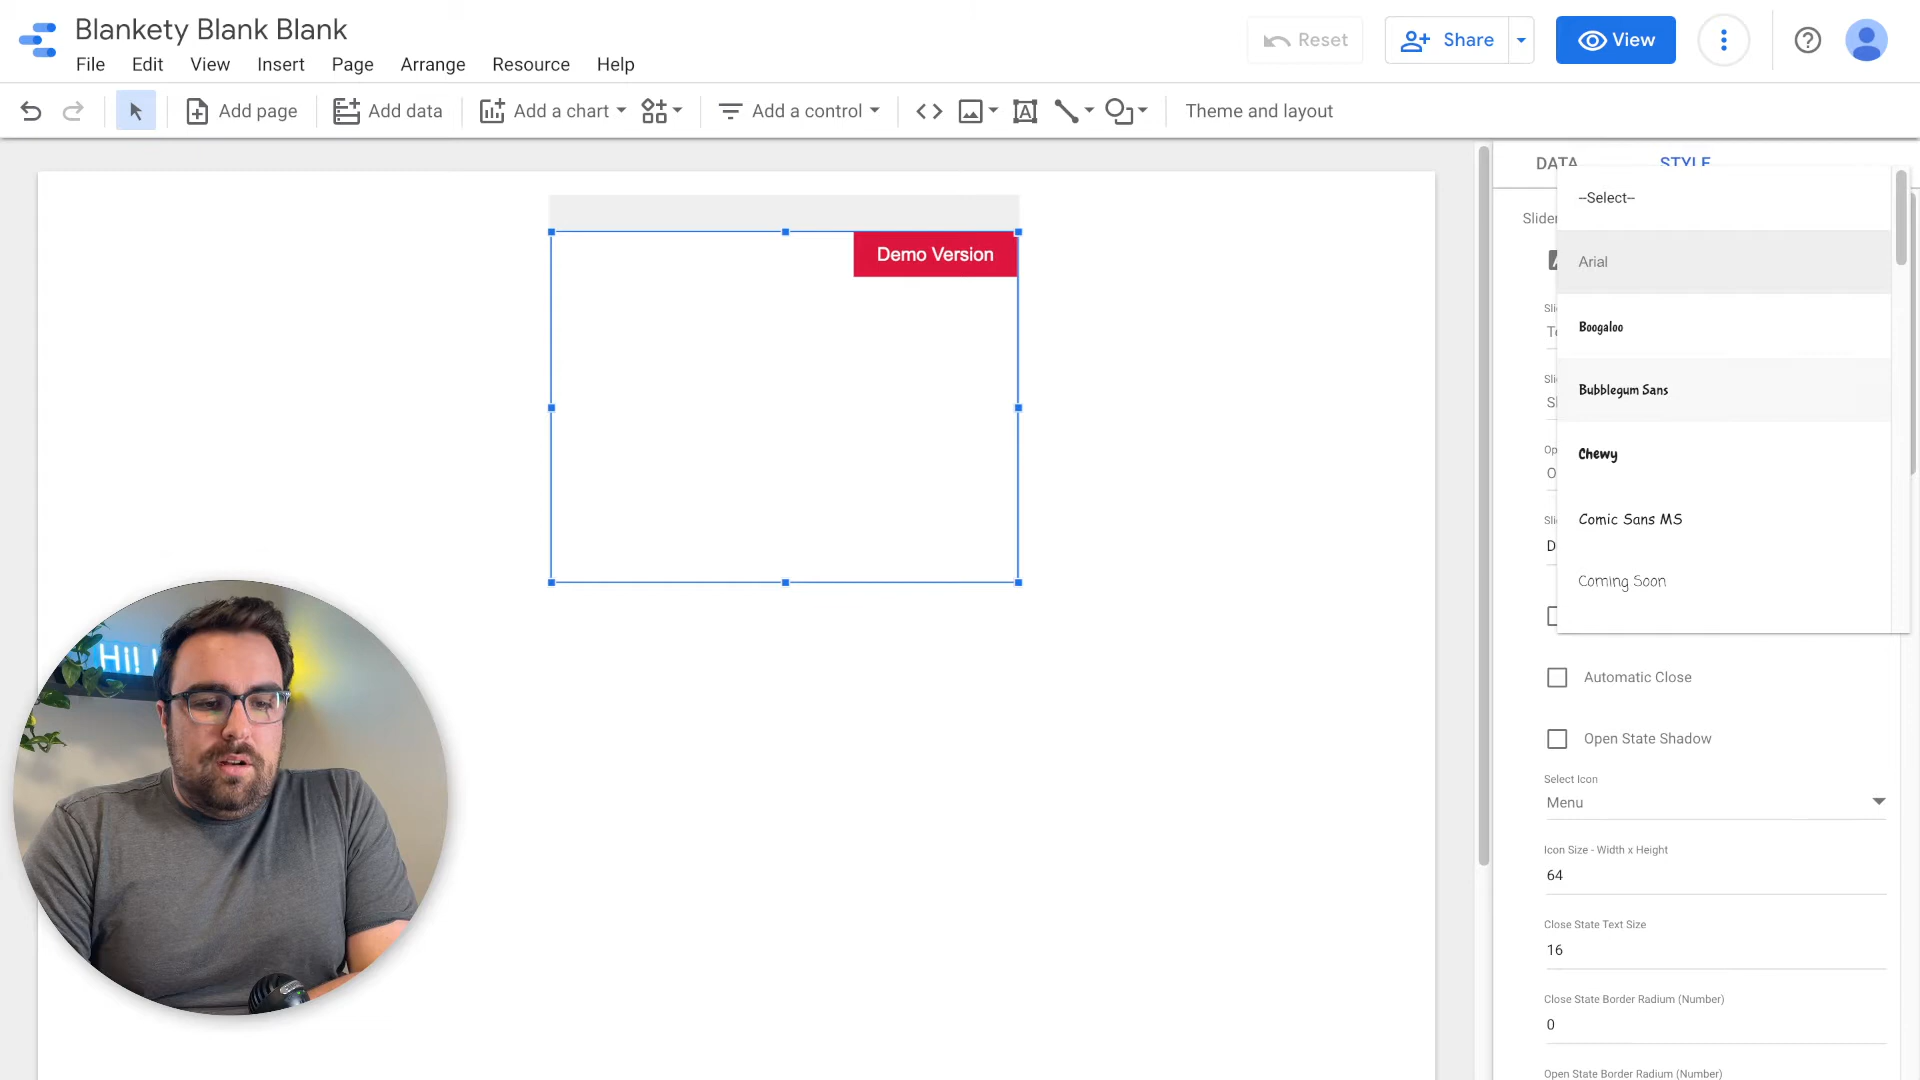 Blankety Blank Blank
File Edit View Insert Page Arrange Resource Help
Reset
Share
View
Add page
Add data
Add a chart
Add a control
Theme and layout
DATA
STYLE
Slider
--Select--
Arial
Boogaloo
Bubblegum Sans
Chewy
Comic Sans MS
Coming Soon
Demo Version
Hi!
Automatic Close
Open State Shadow
Select Icon
Menu
Icon Size - Width x Height
64
Close State Text Size
16
Close State Border Radium (Number)
0
Open State Border Radium (Number)